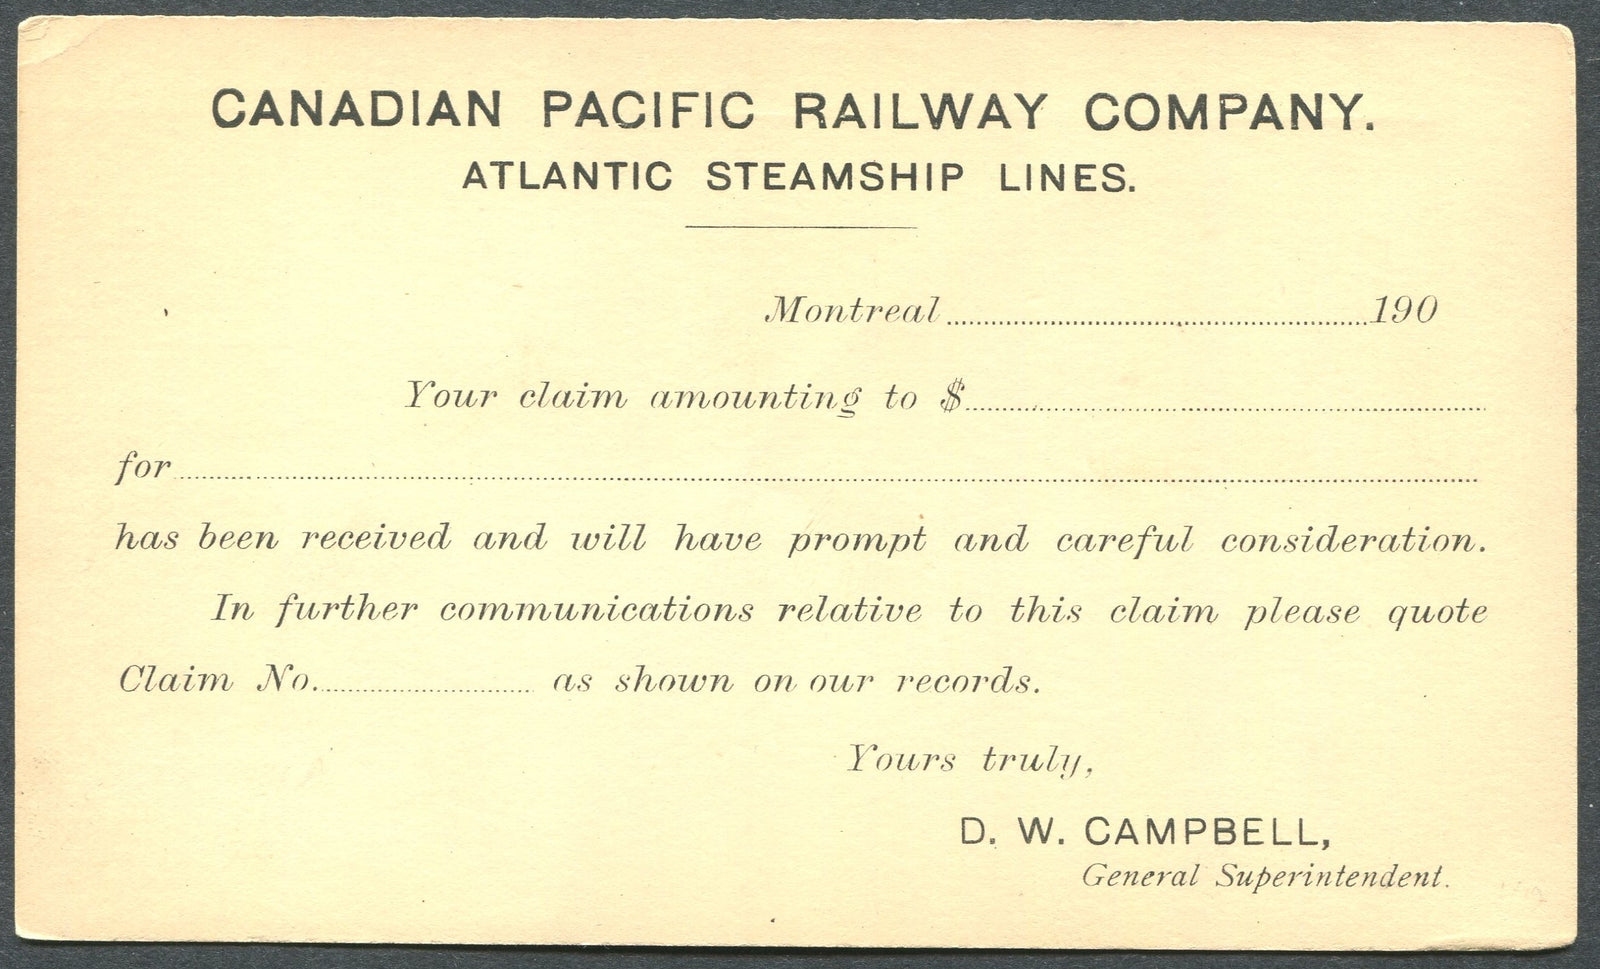 CANADIAN PACIFIC RAILWAY COMPANY.
ATLANTIC STEAMSHIP LINES.
Montreal 190
Your claim amounting to $
for
has been received and will have prompt and careful consideration.
In further communications relative to this claim please quote
Claim No. as shown on our records.
Yours truly,
D. W. CAMPBELL,
General Superintendent.